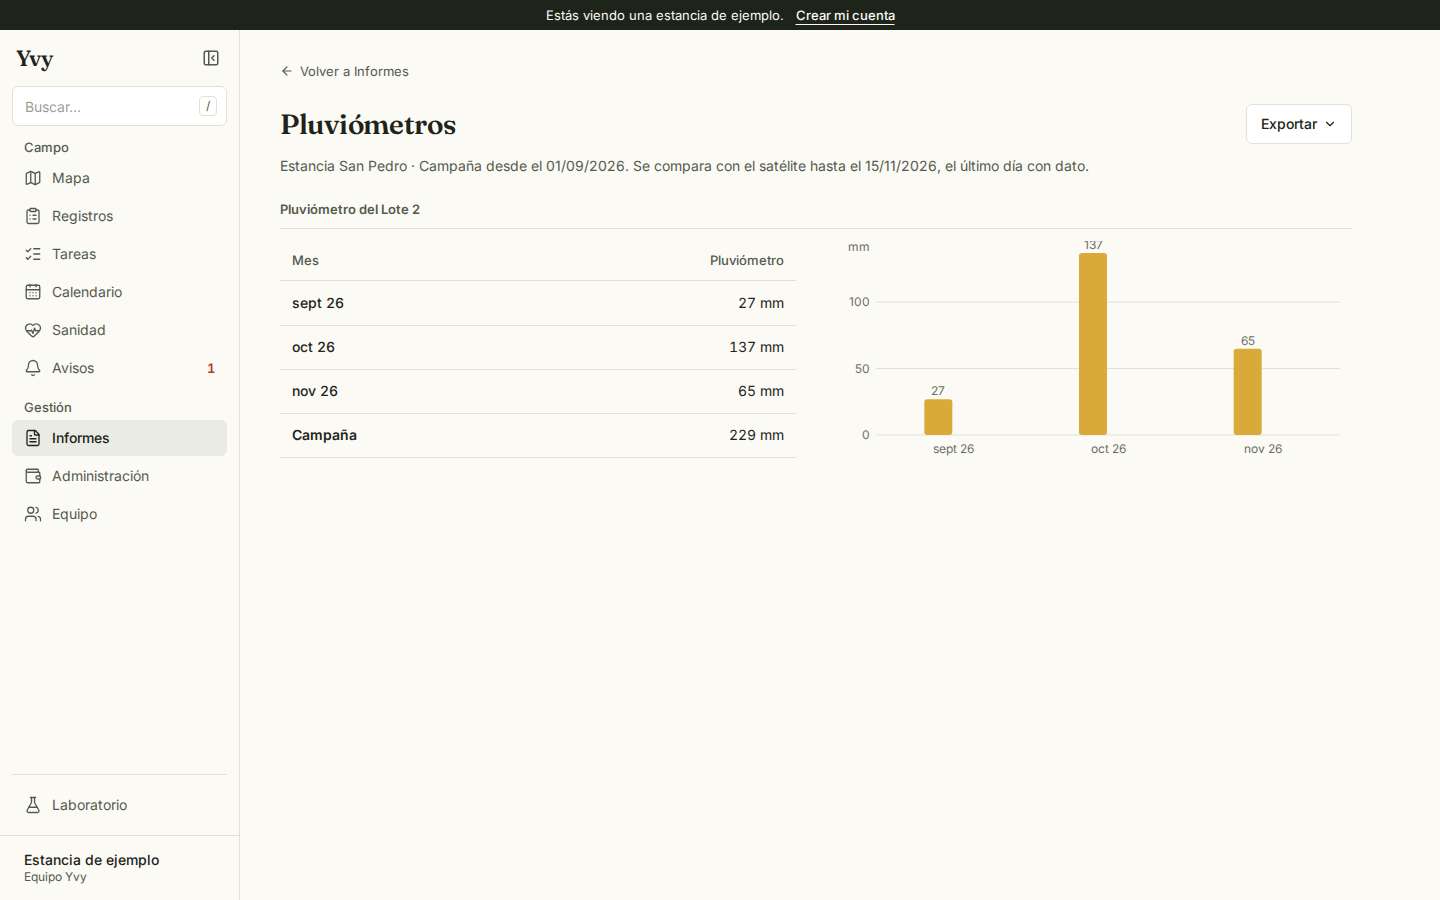 Estás viendo una estancia de ejemplo. Crear mi cuenta
Yvy
Buscar... /
Campo
Mapa
Registros
Tareas
Calendario
Sanidad
Avisos 1
Gestión
Informes
Administración
Equipo
Laboratorio
Estancia de ejemplo
Equipo Yvy
Volver a Informes
Pluviómetros
Exportar
Estancia San Pedro · Campaña desde el 01/09/2026. Se compara con el satélite hasta el 15/11/2026, el último día con dato.
Pluviómetro del Lote 2
Mes Pluviómetro
sept 26 27 mm
oct 26 137 mm
nov 26 65 mm
Campaña 229 mm
mm
137
100
65
50
27
0
sept 26 oct 26 nov 26